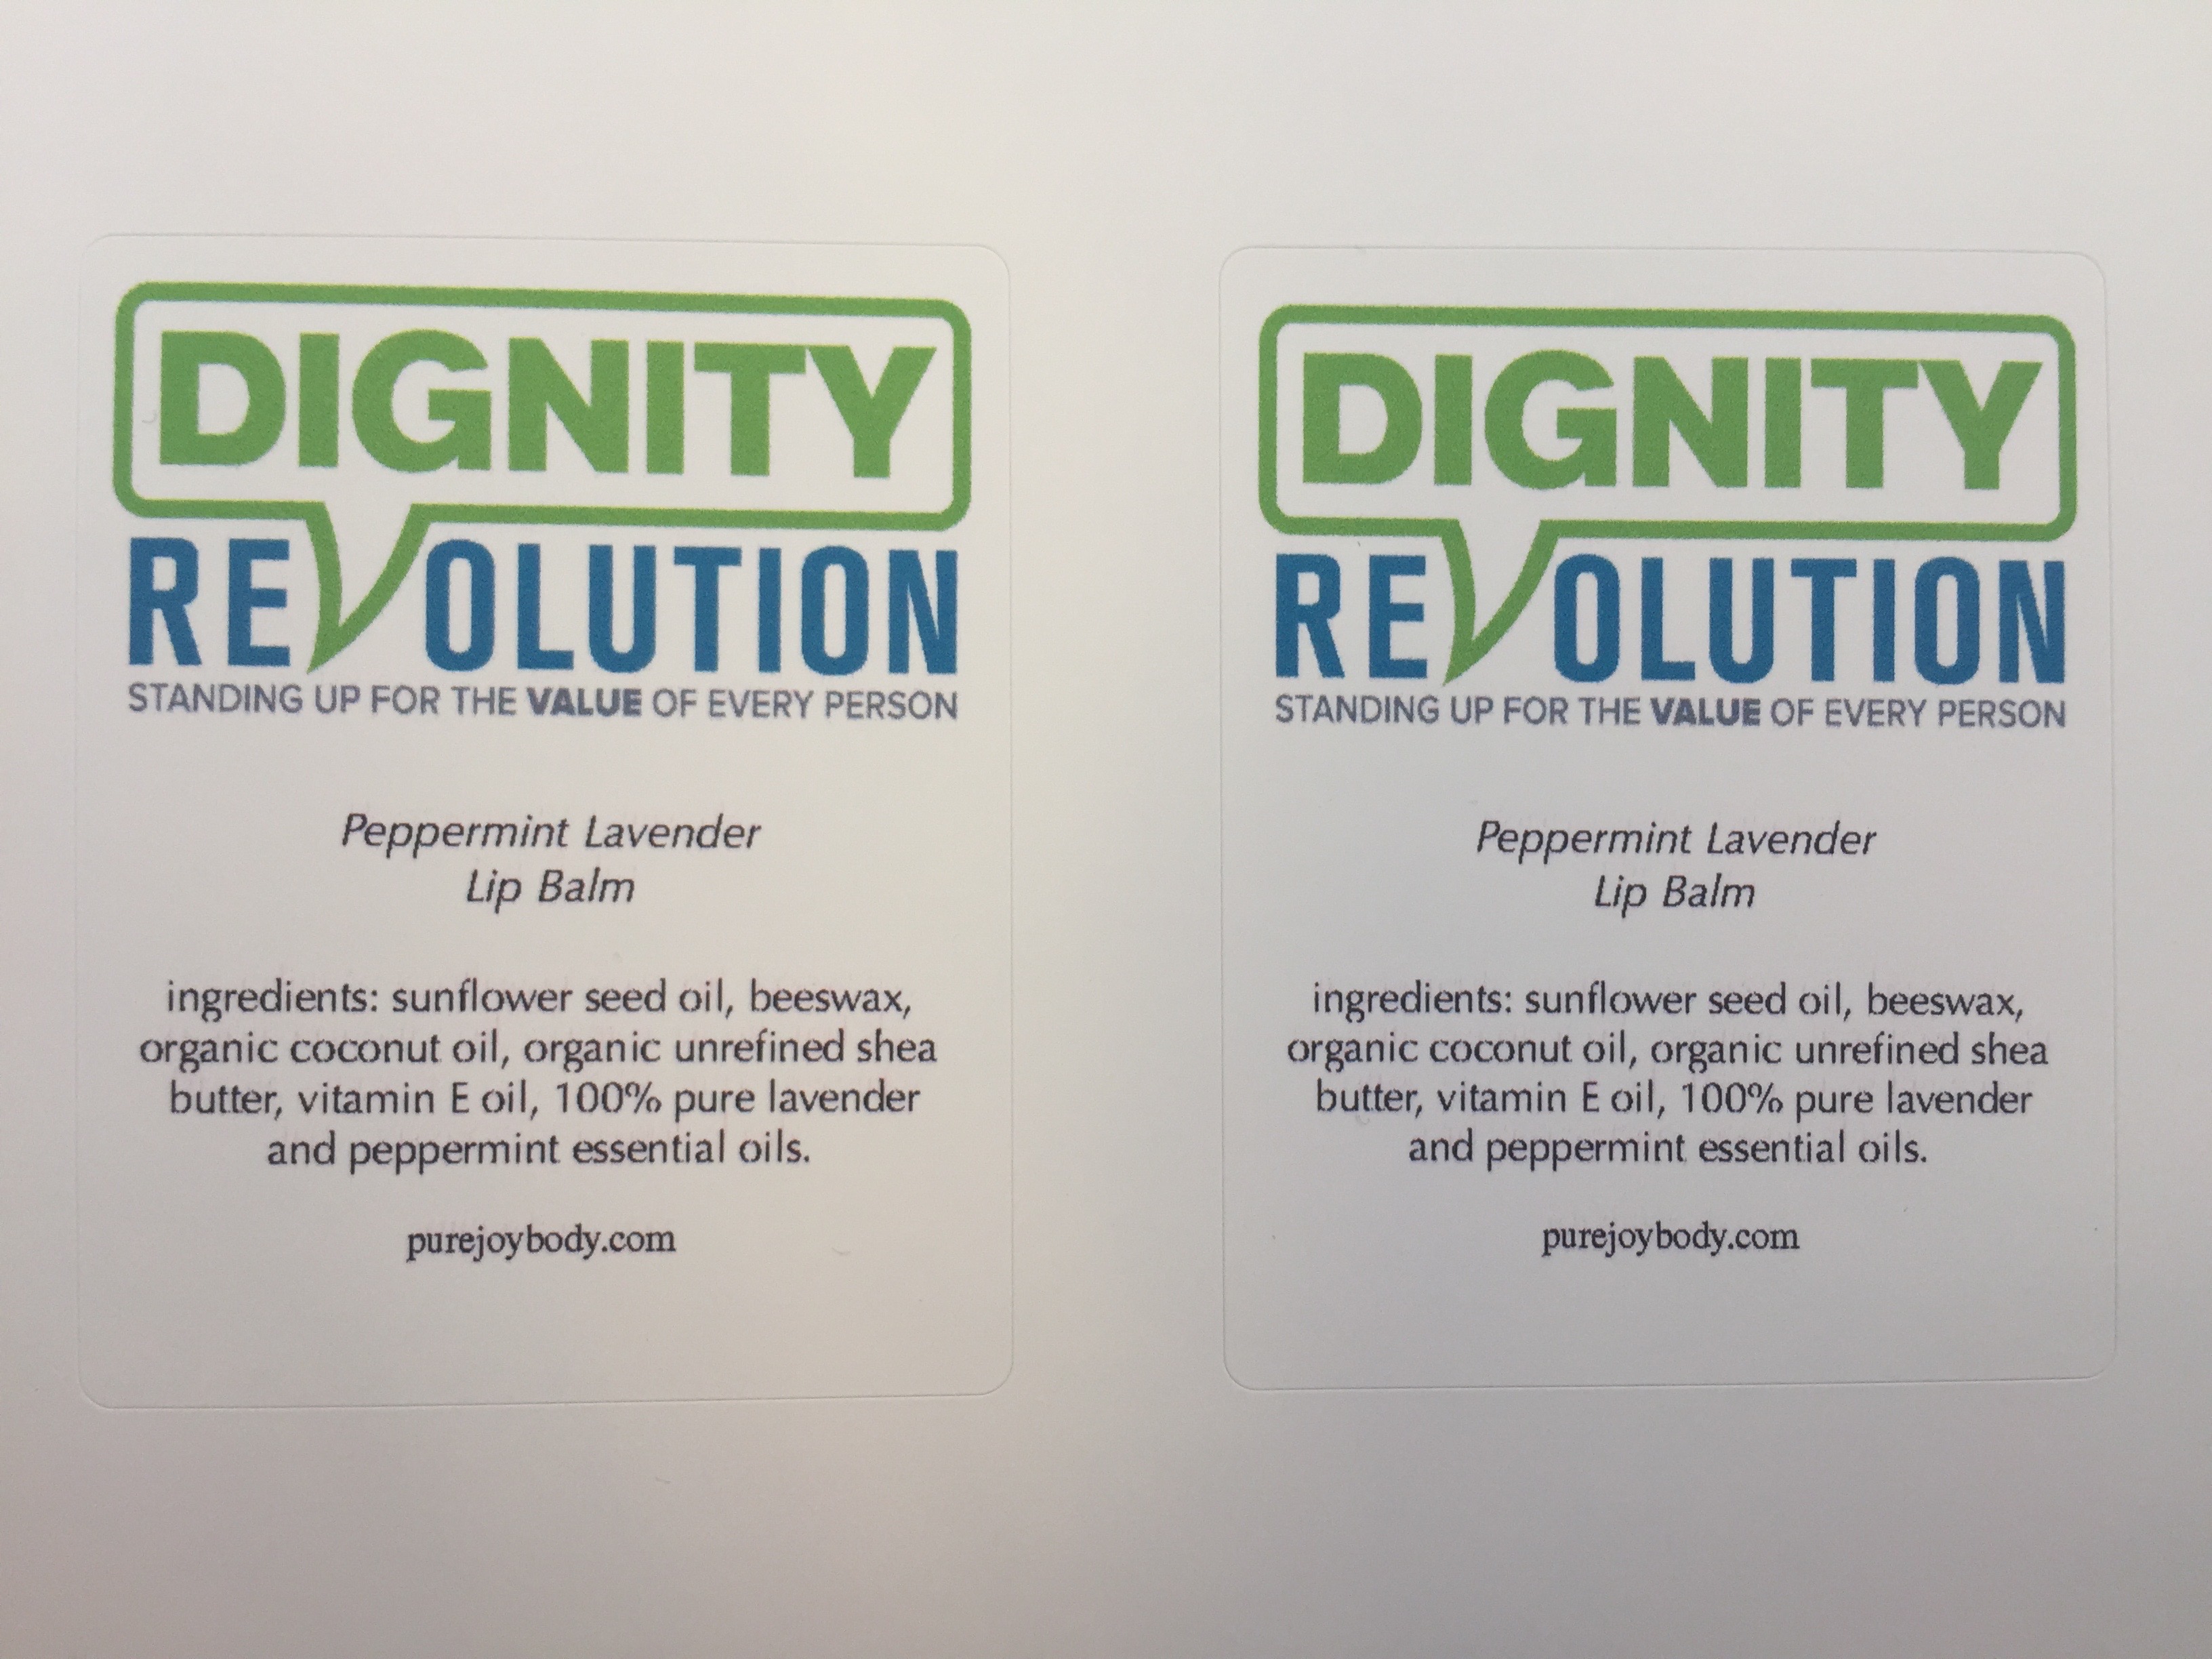 DIGNITY
REVOLUTION
STANDING UP FOR THE VALUE OF EVERY PERSON
Peppermint Lavender
Lip Balm
ingredients: sunflower seed oil, beeswax,
organic coconut oil, organic unrefined shea
butter, vitamin E oil, 100% pure lavender
and peppermint essential oils.
purejoybody.com
DIGNITY
REVOLUTION
STANDING UP FOR THE VALUE OF EVERY PERSON
Peppermint Lavender
Lip Balm
ingredients: sunflower seed oil, beeswax,
organic coconut oil, organic unrefined shea
butter, vitamin E oil, 100% pure lavender
and peppermint essential oils.
purejoybody.com